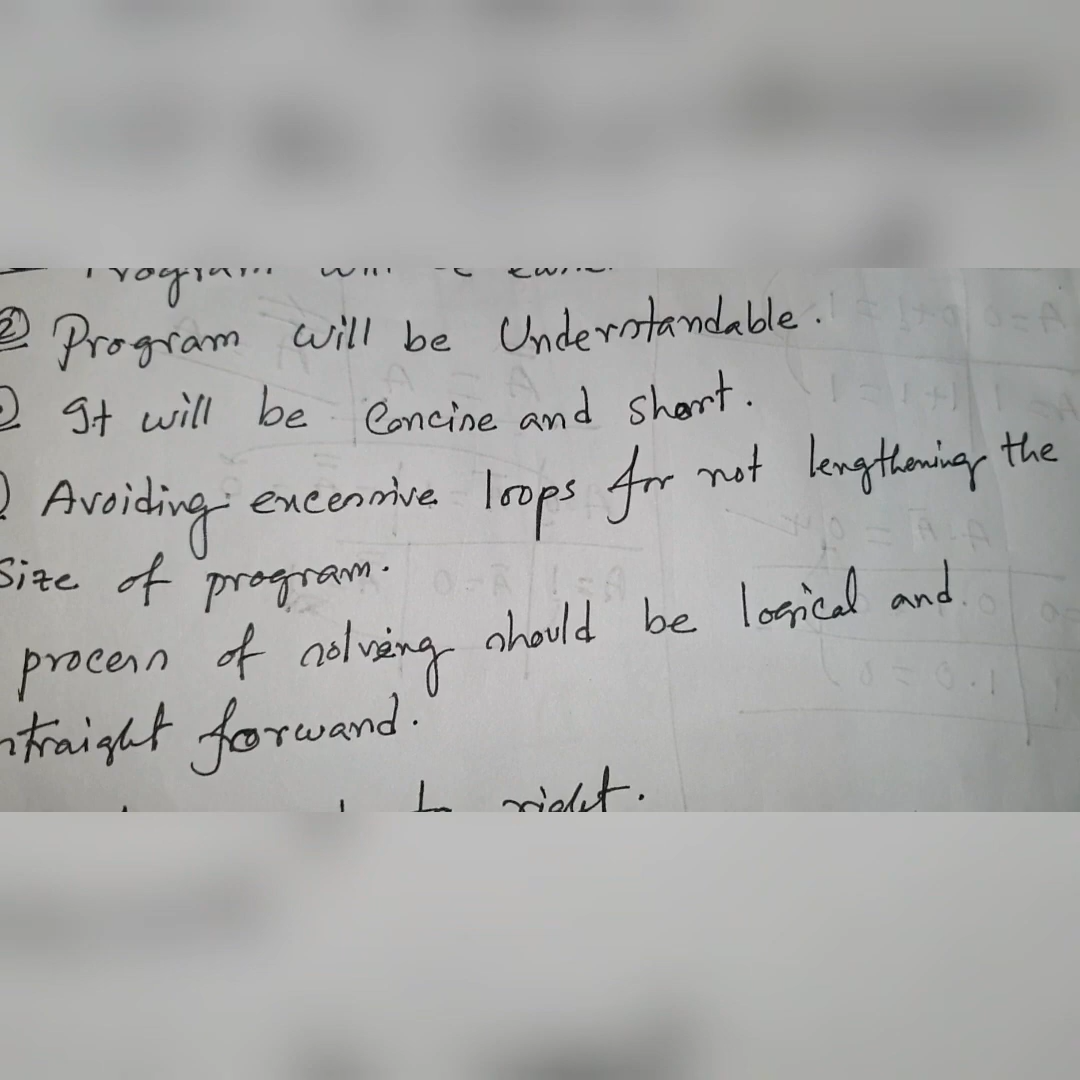 ② Program will be Understandable.
It will be Concise and short.
Avoiding excessive loops for not lengthening the
Size of program.
process of solving should be logical and
straight forward.
right.